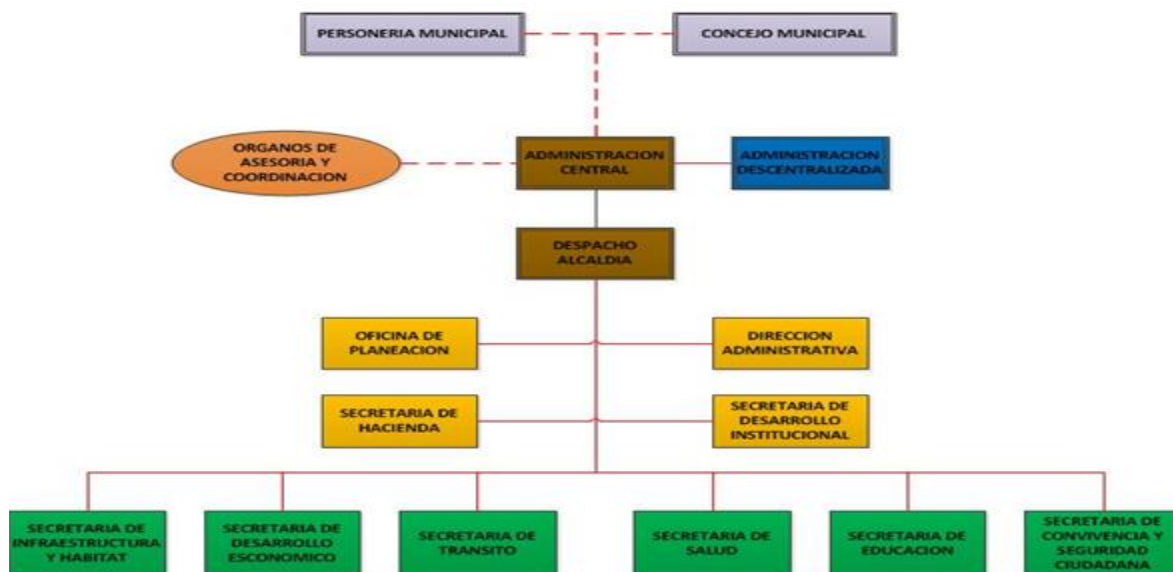 PERSONERIA MUNICIPAL
CONCEJO MUNICIPAL
ORGANOS DE
ASESORIA Y
COORDINACION
ADMINISTRACION
CENTRAL
ADMINISTRACION
DESCENTRALIZADA
DESPACHO
ALCALDIA
OFICINA DE
PLANEACION
DIRECCION
ADMINISTRATIVA
SECRETARIA DE
HACIENDA
SECRETARIA DE
DESARROLLO
INSTITUCIONAL
SECRETARIA DE
INFRAESTRUCTURA
Y HABITAT
SECRETARIA DE
DESARROLLO
ESCONOMICO
SECRETARIA DE
TRANSITO
SECRETARIA DE
SALUD
SECRETARIA DE
EDUCACION
SECRETARIA DE
CONVIVENCIA Y
SEGURIDAD
CIUDADANA